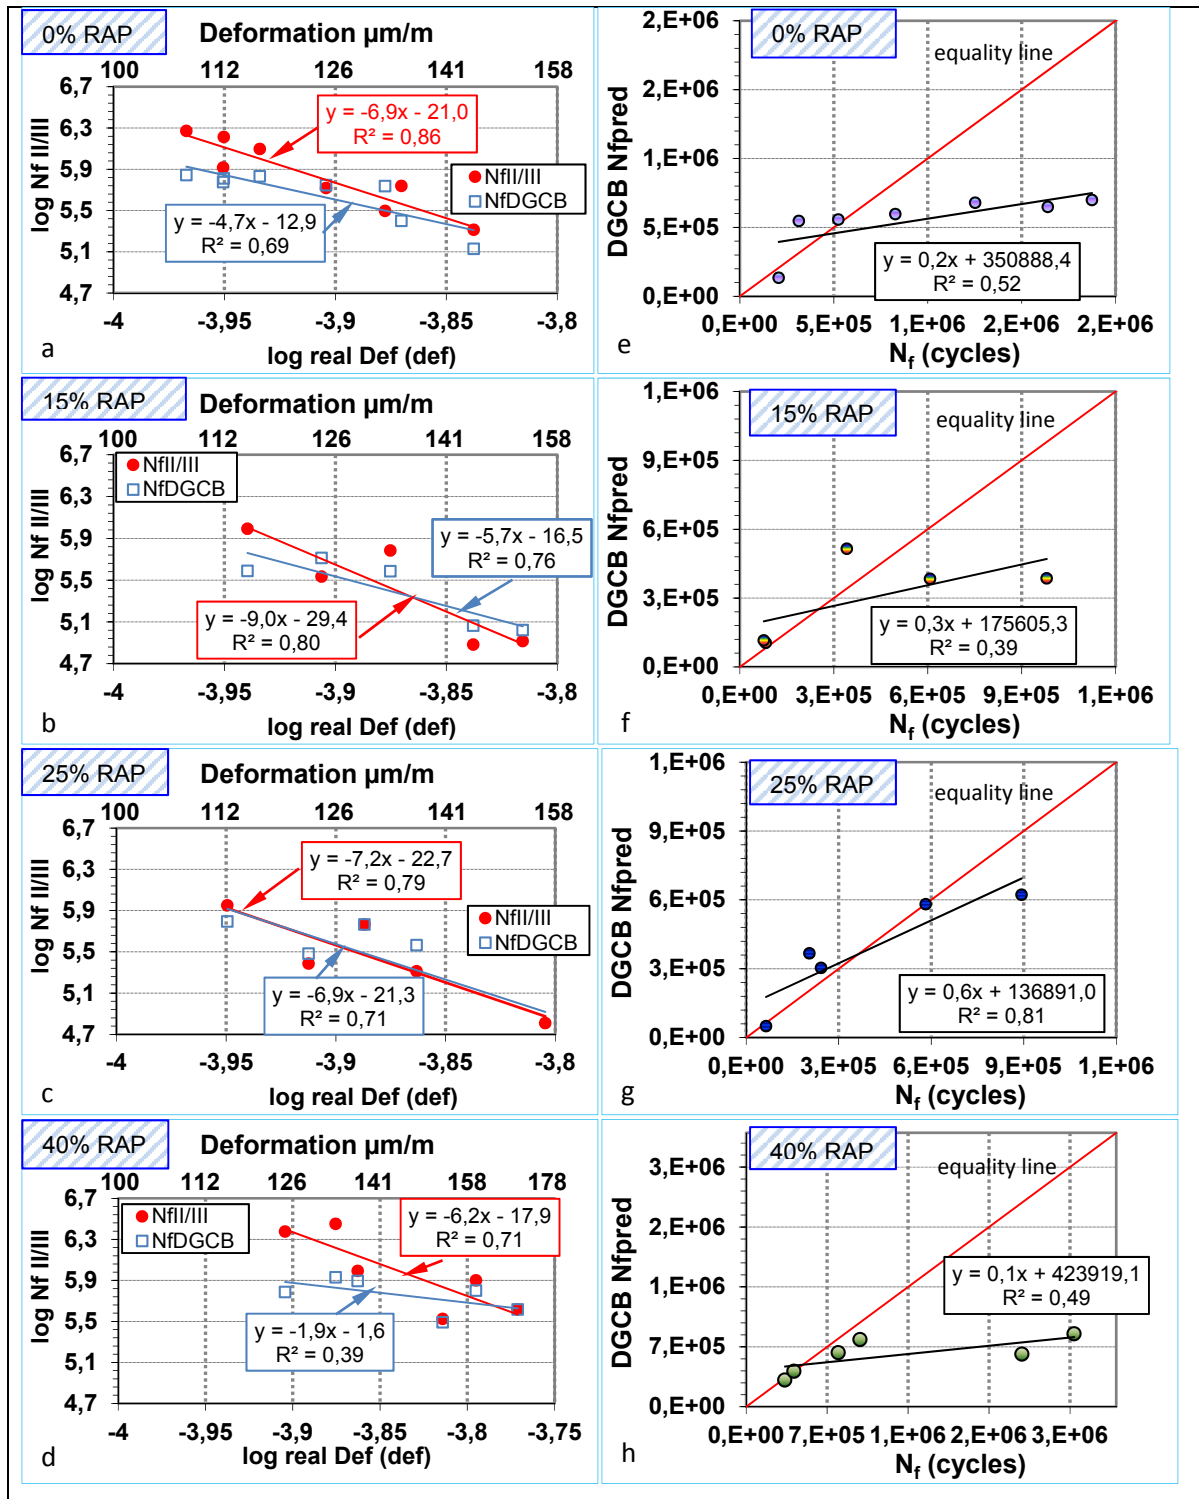 0% RAP
Deformation µm/m
100 112 126 141 158
6,7
6,3
5,9
5,5
5,1
4,7
log Nf II/III
y = -6,9x - 21,0
R² = 0,86
NfII/III
NfDGCB
y = -4,7x - 12,9
R² = 0,69
-4 -3,95 -3,9 -3,85 -3,8
log real Def (def)
a
0% RAP
equality line
2,E+06
2,E+06
1,E+06
5,E+05
0,E+00
DGCB Nfpred
y = 0,2x + 350888,4
R² = 0,52
0,E+00 5,E+05 1,E+06 2,E+06 2,E+06
Nf (cycles)
e
15% RAP
Deformation µm/m
100 112 126 141 158
6,7
6,3
5,9
5,5
5,1
4,7
log Nf II/III
NfII/III
NfDGCB
y = -5,7x - 16,5
R² = 0,76
y = -9,0x - 29,4
R² = 0,80
-4 -3,95 -3,9 -3,85 -3,8
log real Def (def)
b
15% RAP
equality line
1,E+06
9,E+05
6,E+05
3,E+05
0,E+00
DGCB Nfpred
y = 0,3x + 175605,3
R² = 0,39
0,E+00 3,E+05 6,E+05 9,E+05 1,E+06
Nf (cycles)
f
25% RAP
Deformation µm/m
100 112 126 141 158
6,7
6,3
5,9
5,5
5,1
4,7
log Nf II/III
y = -7,2x - 22,7
R² = 0,79
NfII/III
NfDGCB
y = -6,9x - 21,3
R² = 0,71
-4 -3,95 -3,9 -3,85 -3,8
log real Def (def)
c
25% RAP
equality line
1,E+06
9,E+05
6,E+05
3,E+05
0,E+00
DGCB Nfpred
y = 0,6x + 136891,0
R² = 0,81
0,E+00 3,E+05 6,E+05 9,E+05 1,E+06
Nf (cycles)
g
40% RAP
Deformation µm/m
100 112 126 141 158 178
6,7
6,3
5,9
5,5
5,1
4,7
log Nf II/III
NfII/III
NfDGCB
y = -6,2x - 17,9
R² = 0,71
y = -1,9x - 1,6
R² = 0,39
-4 -3,95 -3,9 -3,85 -3,8 -3,75
log real Def (def)
d
40% RAP
equality line
3,E+06
2,E+06
1,E+06
7,E+05
0,E+00
DGCB Nfpred
y = 0,1x + 423919,1
R² = 0,49
0,E+00 7,E+05 1,E+06 2,E+06 3,E+06
Nf (cycles)
h